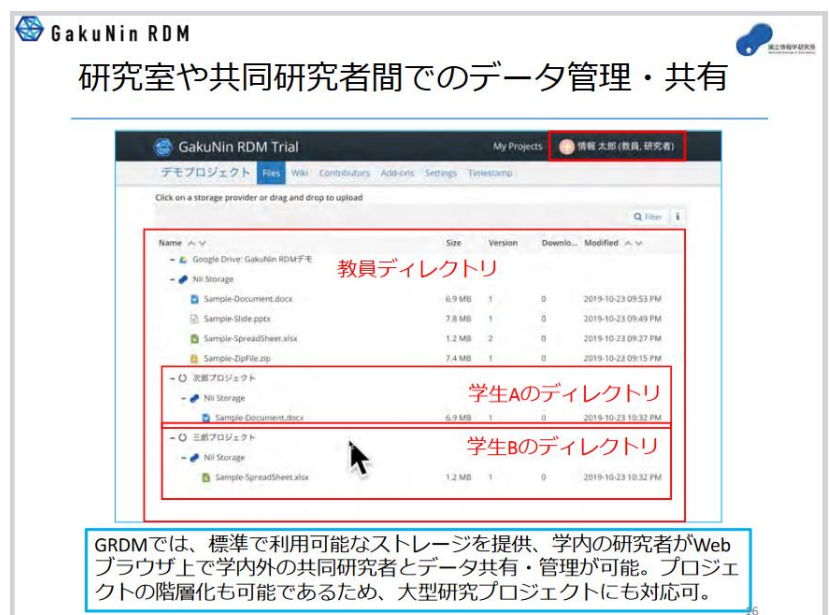 GakuNin RDM
国立情報学研究所
研究室や共同研究者間でのデータ管理・共有
GakuNin RDM Trial My Projects 情報 太郎 (教員, 研究者)
デモプロジェクト Files Wiki Contributors Add-ons Settings Timestamp
Click on a storage provider or drag and drop to upload
Filter i
Name Size Version Downlo... Modified
Google Drive: GakuNin RDMデモ
教員ディレクトリ
NII Storage
Sample-Document.docx 6.9 MB 1 0 2019-10-23 09:53 PM
Sample-Slide.pptx 7.8 MB 1 0 2019-10-23 09:49 PM
Sample-SpreadSheet.xlsx 1.2 MB 2 0 2019-10-23 09:27 PM
Sample-ZipFile.zip 7.4 MB 1 0 2019-10-23 09:15 PM
次郎プロジェクト
学生Aのディレクトリ
NII Storage
Sample-Document.docx 6.9 MB 1 0 2019-10-23 10:32 PM
三郎プロジェクト
学生Bのディレクトリ
NII Storage
Sample-SpreadSheet.xlsx 1.2 MB 1 0 2019-10-23 10:32 PM
GRDMでは、標準で利用可能なストレージを提供、学内の研究者がWeb
ブラウザ上で学内外の共同研究者とデータ共有・管理が可能。プロジェ
クトの階層化も可能であるため、大型研究プロジェクトにも対応可。
16